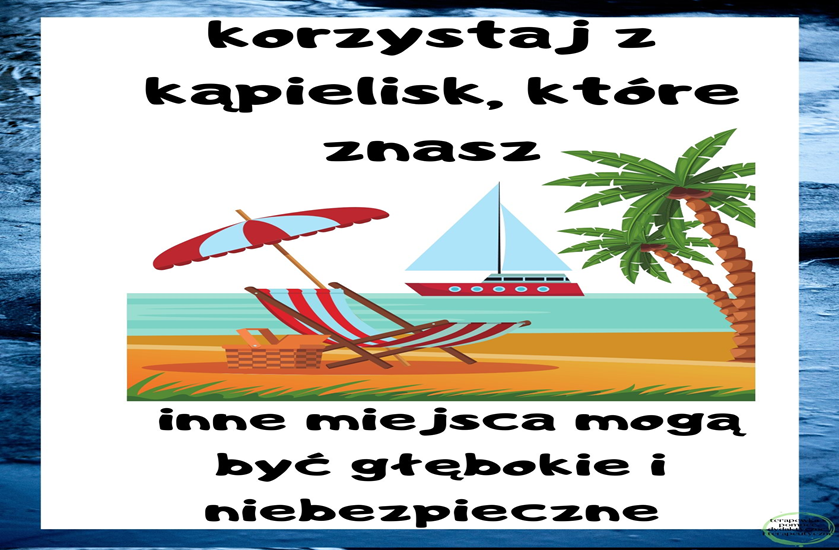 korzystaj z
kąpielisk, które
znasz
inne miejsca mogą
być głębokie i
niebezpieczne